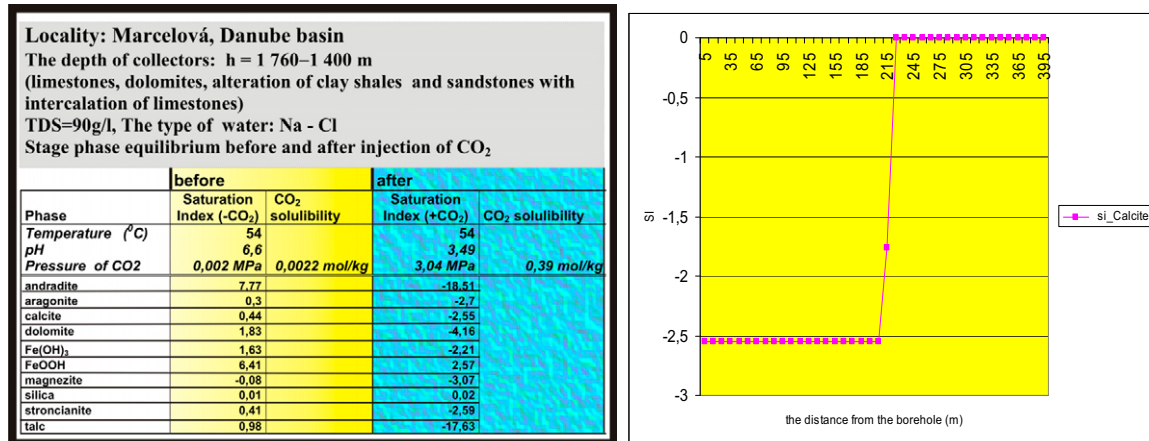 Locality: Marcelová, Danube basin
The depth of collectors: h = 1 760–1 400 m
(limestones, dolomites, alteration of clay shales and sandstones with
intercalation of limestones)
TDS=90g/l, The type of water: Na - Cl
Stage phase equilibrium before and after injection of CO2
before after
Saturation CO2 Saturation
Phase Index (-CO2) solulibility Index (+CO2) CO2 solulibility
Temperature (0C) 54 54
pH 6,6 3,49
Pressure of CO2 0,002 MPa 0,0022 mol/kg 3,04 MPa 0,39 mol/kg
andradite 7.77 -18.51
aragonite 0,3 -2,7
calcite 0,44 -2,55
dolomite 1,83 -4,16
Fe(OH)3 1,63 -2,21
FeOOH 6,41 2,57
magnezite -0,08 -3,07
silica 0,01 0,02
stroncianite 0,41 -2,59
talc 0,98 -17,63
0
-0,5
-1
-1,5
-2
-2,5
-3
SI
5 35 65 95 125 155 185 215 245 275 305 335 365 395
the distance from the borehole (m)
si_Calcite